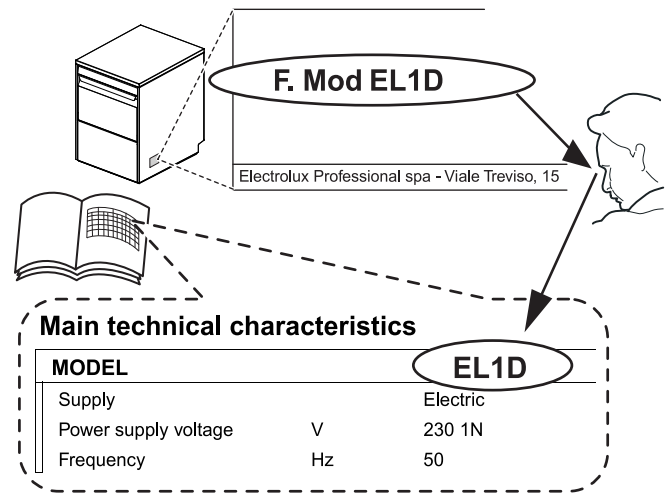 F. Mod EL1D
Electrolux Professional spa - Viale Treviso, 15
Main technical characteristics
MODEL EL1D
Supply Electric
Power supply voltage V 230 1N
Frequency Hz 50